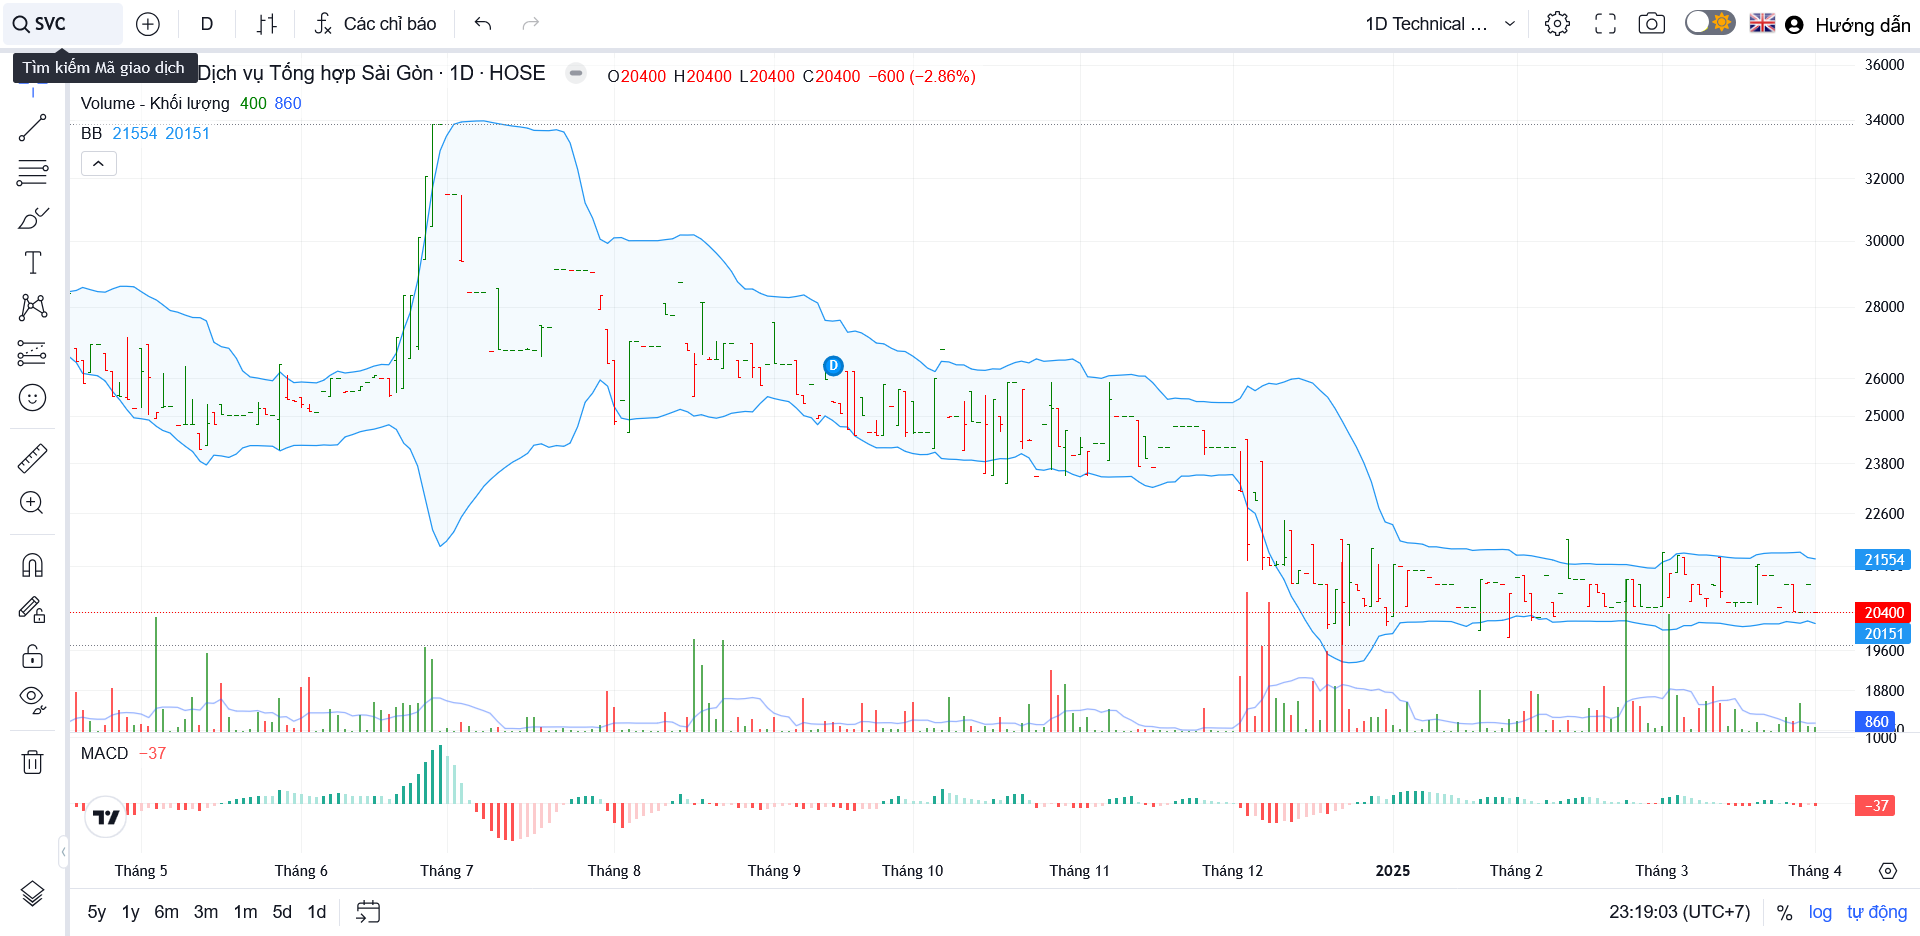 SVC
D
Các chỉ báo
1D Technical ...
Hướng dẫn
Tìm kiếm Mã giao dịch
Dịch vụ Tổng hợp Sài Gòn · 1D · HOSE
O20400 H20400 L20400 C20400 −600 (−2.86%)
Volume - Khối lượng 400 860
BB 21554 20151
36000
34000
32000
30000
28000
26000
25000
23800
22600
21554
20400
20151
19600
18800
860
1000
D
MACD −37
−37
Tháng 5
Tháng 6
Tháng 7
Tháng 8
Tháng 9
Tháng 10
Tháng 11
Tháng 12
2025
Tháng 2
Tháng 3
Tháng 4
5y 1y 6m 3m 1m 5d 1d
23:19:03 (UTC+7)
% log tự động